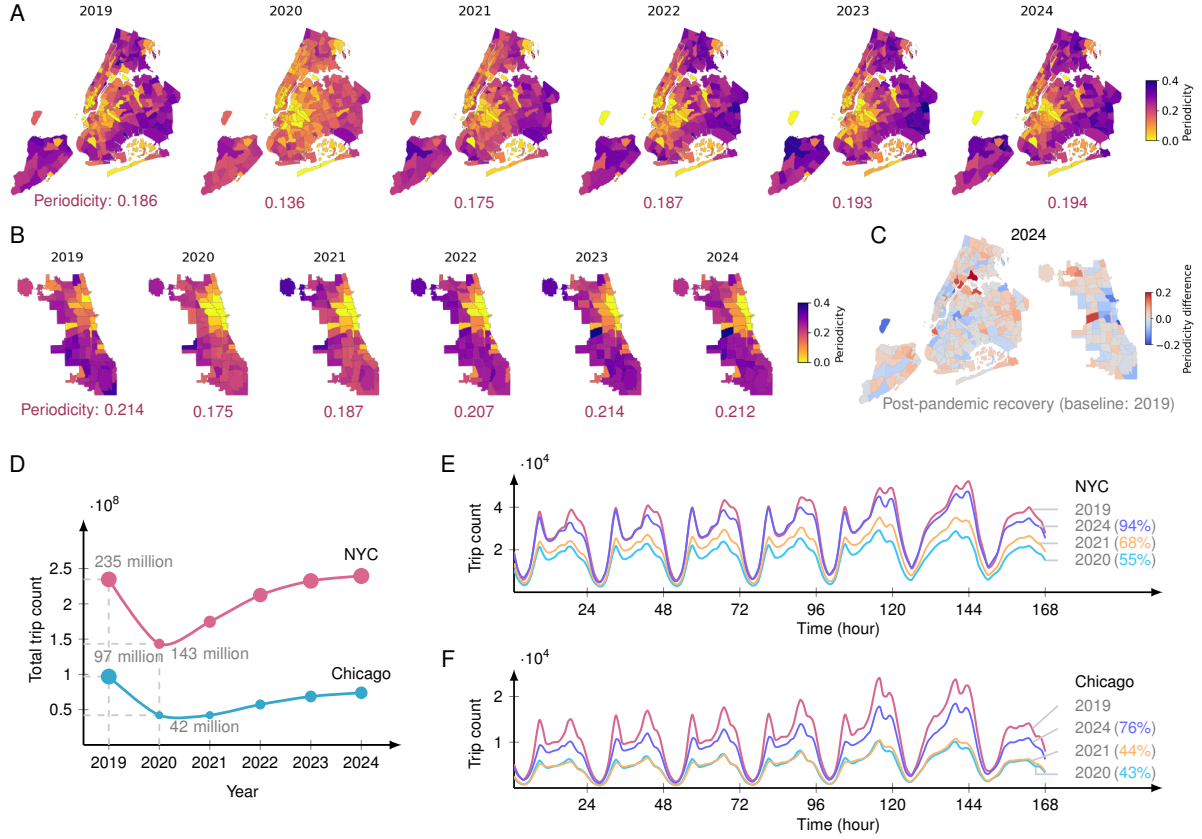 A
2019 2020 2021 2022 2023 2024
0.4
0.2
0.0
Periodicity
Periodicity: 0.186 0.136 0.175 0.187 0.193 0.194
B
2019 2020 2021 2022 2023 2024
0.4
0.2
0.0
Periodicity
Periodicity: 0.214 0.175 0.187 0.207 0.214 0.212
C
2024
0.2
0.0
−0.2
Periodicity difference
Post-pandemic recovery (baseline: 2019)
D
·10⁸
Total trip count
2.5
2
1.5
1
0.5
235 million
NYC
97 million
143 million
Chicago
42 million
2019 2020 2021 2022 2023 2024
Year
E
·10⁴
Trip count
4
2
NYC
2019
2024 (94%)
2021 (68%)
2020 (55%)
24 48 72 96 120 144 168
Time (hour)
F
·10⁴
Trip count
2
1
Chicago
2019
2024 (76%)
2021 (44%)
2020 (43%)
24 48 72 96 120 144 168
Time (hour)